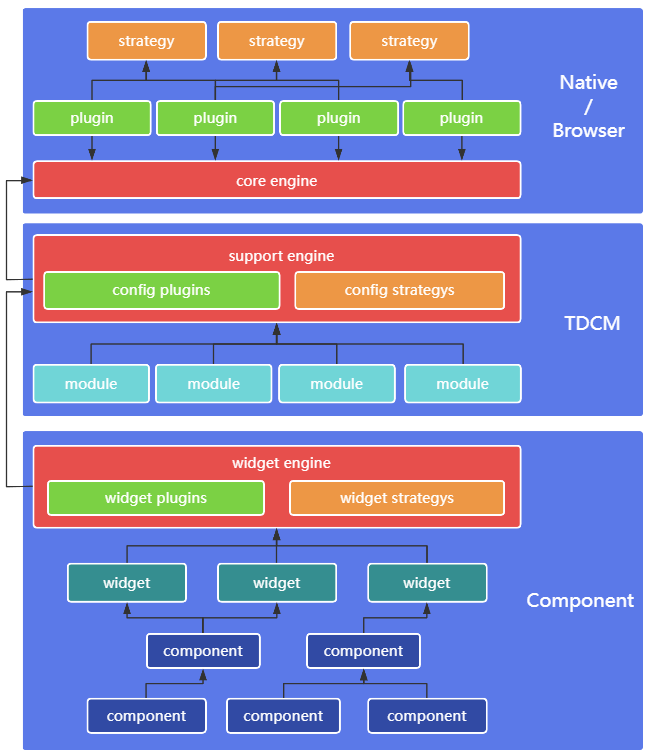 strategy
strategy
strategy
Native
/
Browser
plugin
plugin
plugin
plugin
core engine
support engine
config plugins
config strategys
TDCM
module
module
module
module
widget engine
widget plugins
widget strategys
widget
widget
widget
Component
component
component
component
component
component